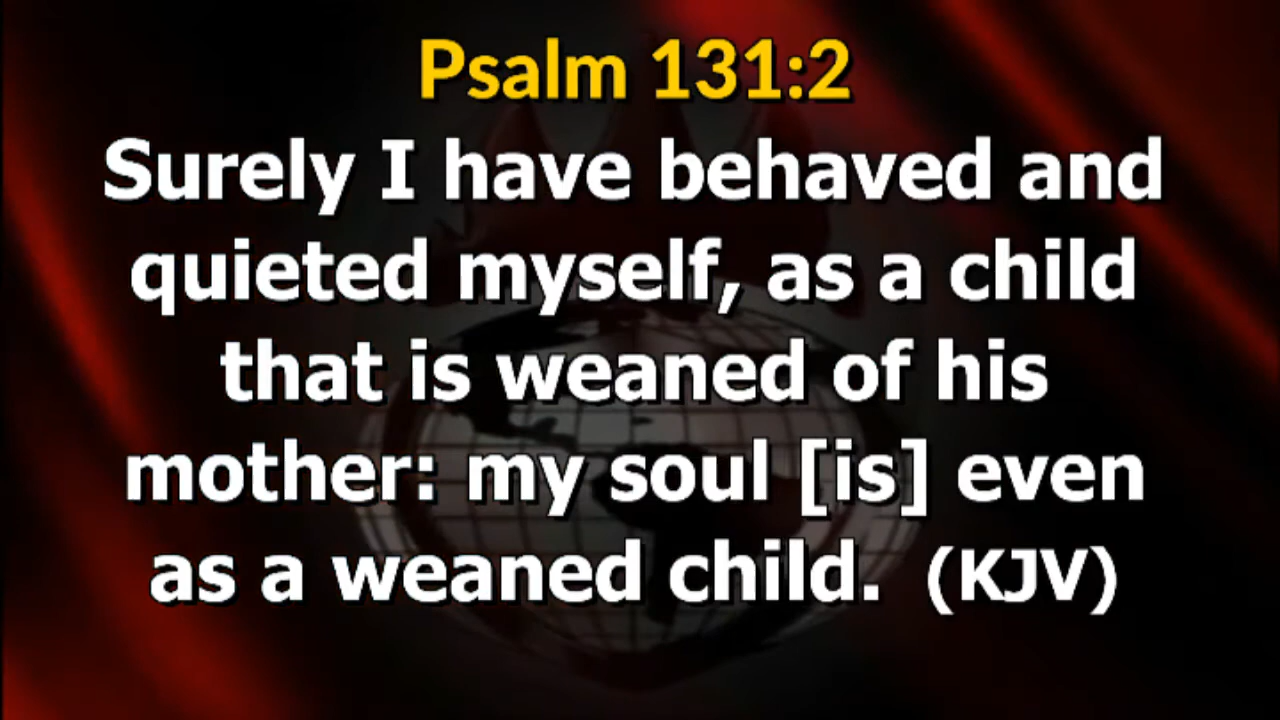 Psalm 131:2
Surely I have behaved and
quieted myself, as a child
that is weaned of his
mother: my soul [is] even
as a weaned child.  (KJV)